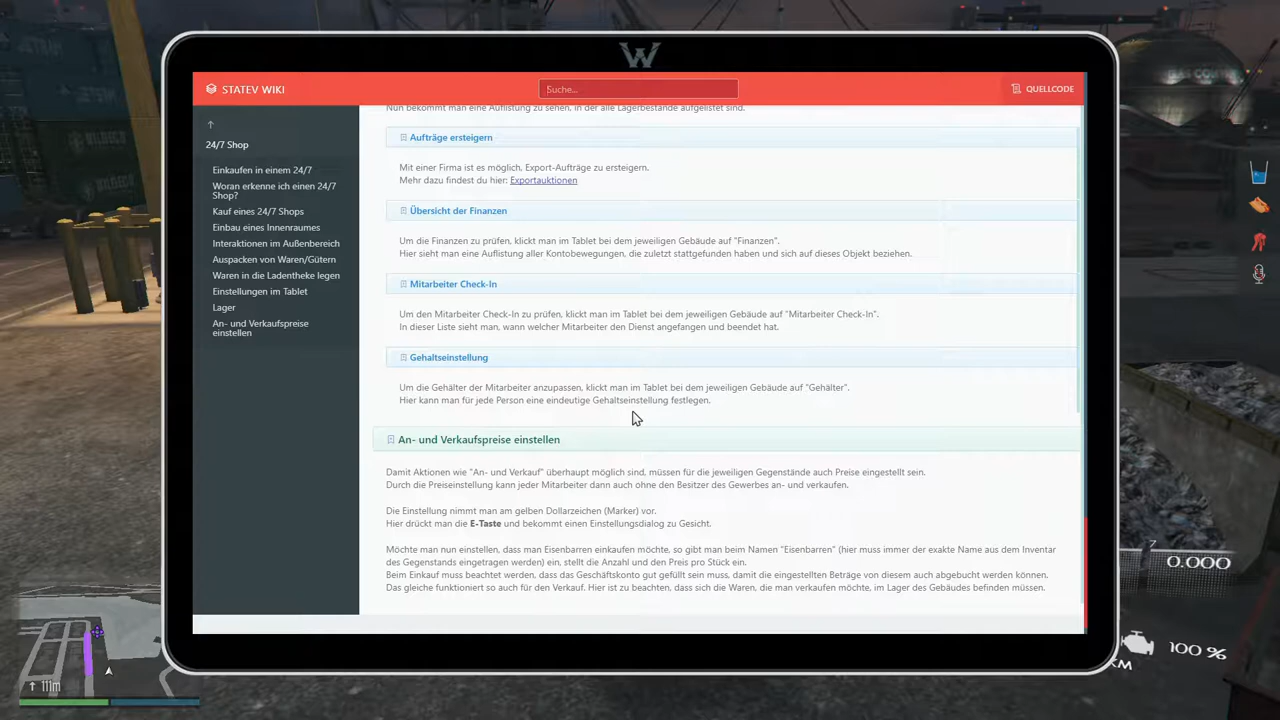 W
STATEV WIKI
Suche...
QUELLCODE
24/7 Shop
Einkaufen in einem 24/7
Woran erkenne ich einen 24/7
Shop?
Kauf eines 24/7 Shops
Einbau eines Innenraumes
Interaktionen im Außenbereich
Auspacken von Waren/Gütern
Waren in die Ladentheke legen
Einstellungen im Tablet
Lager
An- und Verkaufspreise
einstellen
Nun bekommt man eine Auflistung zu sehen, in der alle Lagerbestände aufgelistet sind.
Aufträge ersteigern
Mit einer Firma ist es möglich, Export-Aufträge zu ersteigern.
Mehr dazu findest du hier: Exportauktionen
Übersicht der Finanzen
Um die Finanzen zu prüfen, klickt man im Tablet bei dem jeweiligen Gebäude auf "Finanzen".
Hier sieht man eine Auflistung aller Kontobewegungen, die zuletzt stattgefunden haben und sich auf dieses Objekt beziehen.
Mitarbeiter Check-In
Um den Mitarbeiter Check-In zu prüfen, klickt man im Tablet bei dem jeweiligen Gebäude auf "Mitarbeiter Check-In".
In dieser Liste sieht man, wann welcher Mitarbeiter den Dienst angefangen und beendet hat.
Gehaltseinstellung
Um die Gehälter der Mitarbeiter anzupassen, klickt man im Tablet bei dem jeweiligen Gebäude auf "Gehälter".
Hier kann man für jede Person eine eindeutige Gehaltseinstellung festlegen.
An- und Verkaufspreise einstellen
Damit Aktionen wie "An- und Verkauf" überhaupt möglich sind, müssen für die jeweiligen Gegenstände auch Preise eingestellt sein.
Durch die Preiseinstellung kann jeder Mitarbeiter dann auch ohne den Besitzer des Gewerbes an- und verkaufen.
Die Einstellung nimmt man am gelben Dollarzeichen (Marker) vor.
Hier drückt man die E-Taste und bekommt einen Einstellungsdialog zu Gesicht.
Möchte man nun einstellen, dass man Eisenbarren einkaufen möchte, so gibt man beim Namen "Eisenbarren" (hier muss immer der exakte Name aus dem Inventar
des Gegenstands eingetragen werden) ein, stellt die Anzahl und den Preis pro Stück ein.
Beim Einkauf muss beachtet werden, dass das Geschäftskonto gut gefüllt sein muss, damit die eingestellten Beträge von diesem auch abgebucht werden können.
Das gleiche funktioniert so auch für den Verkauf. Hier ist zu beachten, dass sich die Waren, die man verkaufen möchte, im Lager des Gebäudes befinden müssen.
0.000
100 %
KM
111m